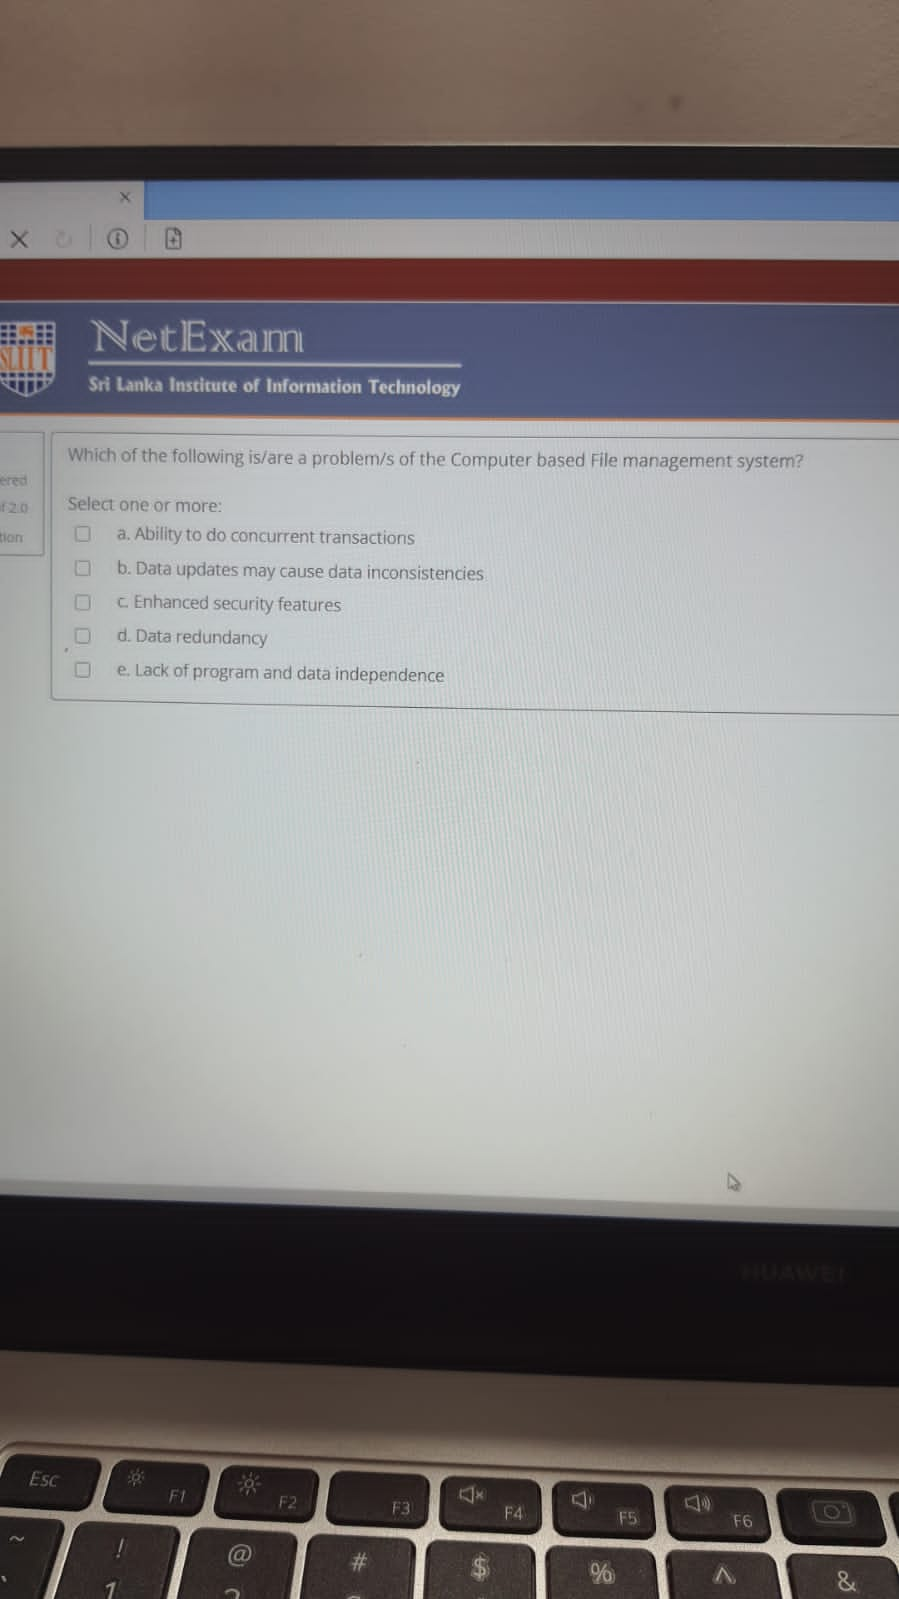 NetExam
SLIIT
Sri Lanka Institute of Information Technology
ered
of 2.0
tion
Which of the following is/are a problem/s of the Computer based File management system?
Select one or more:
a. Ability to do concurrent transactions
b. Data updates may cause data inconsistencies
c. Enhanced security features
d. Data redundancy
e. Lack of program and data independence
HUAWEI
Esc
F1
F2
F3
F4
F5
F6
~
! 1
@
#
$
%
^
&